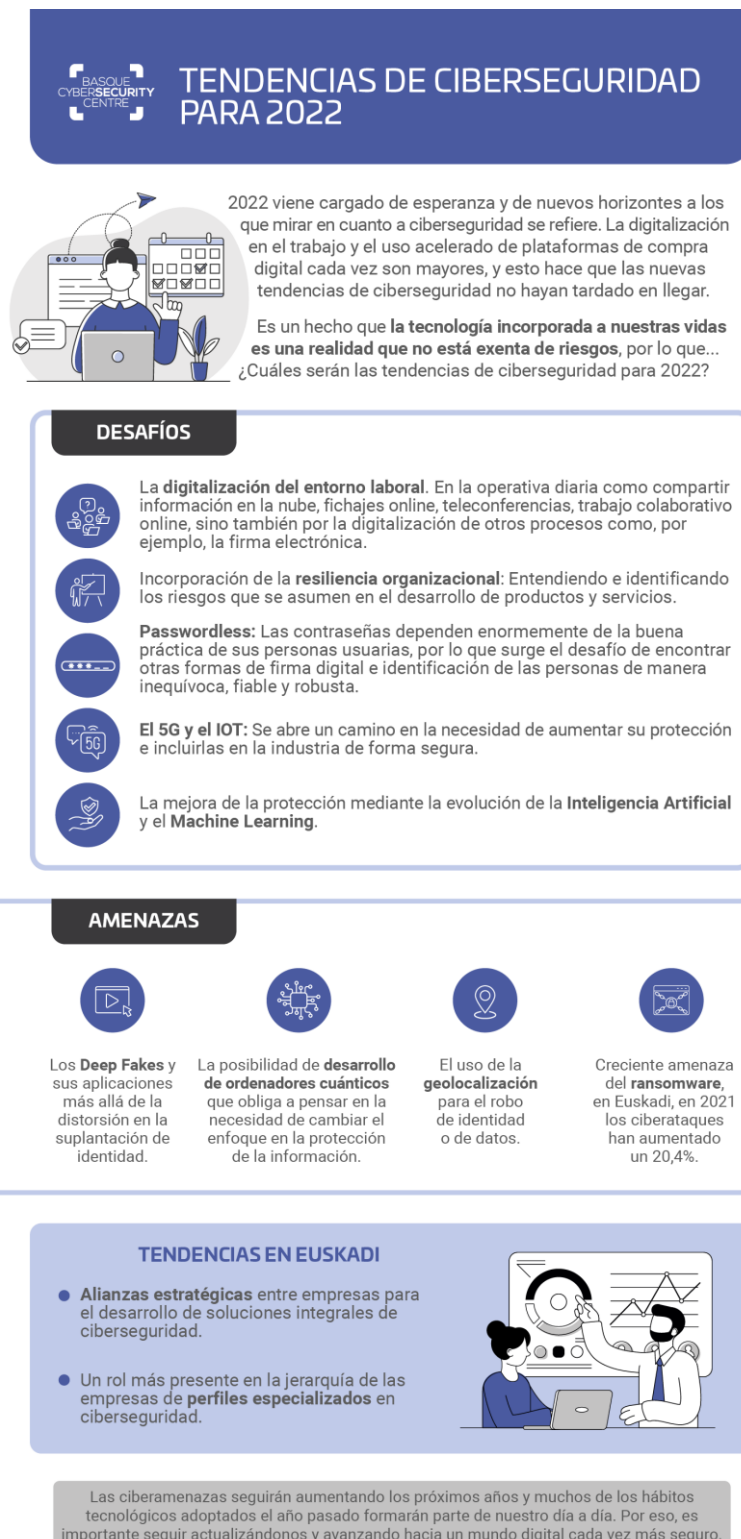 BASQUE
CYBERSECURITY
CENTRE
TENDENCIAS DE CIBERSEGURIDAD
PARA 2022
2022 viene cargado de esperanza y de nuevos horizontes a los
que mirar en cuanto a ciberseguridad se refiere. La digitalización
en el trabajo y el uso acelerado de plataformas de compra
digital cada vez son mayores, y esto hace que las nuevas
tendencias de ciberseguridad no hayan tardado en llegar.
Es un hecho que la tecnología incorporada a nuestras vidas
es una realidad que no está exenta de riesgos, por lo que...
¿Cuáles serán las tendencias de ciberseguridad para 2022?
DESAFÍOS
La digitalización del entorno laboral. En la operativa diaria como compartir
información en la nube, fichajes online, teleconferencias, trabajo colaborativo
online, sino también por la digitalización de otros procesos como, por
ejemplo, la firma electrónica.
Incorporación de la resiliencia organizacional: Entendiendo e identificando
los riesgos que se asumen en el desarrollo de productos y servicios.
Passwordless: Las contraseñas dependen enormemente de la buena
práctica de sus personas usuarias, por lo que surge el desafío de encontrar
otras formas de firma digital e identificación de las personas de manera
inequívoca, fiable y robusta.
5G
El 5G y el IOT: Se abre un camino en la necesidad de aumentar su protección
e incluirlas en la industria de forma segura.
La mejora de la protección mediante la evolución de la Inteligencia Artificial
y el Machine Learning.
AMENAZAS
Los Deep Fakes y
sus aplicaciones
más allá de la
distorsión en la
suplantación de
identidad.
La posibilidad de desarrollo
de ordenadores cuánticos
que obliga a pensar en la
necesidad de cambiar el
enfoque en la protección
de la información.
El uso de la
geolocalización
para el robo
de identidad
o de datos.
Creciente amenaza
del ransomware,
en Euskadi, en 2021
los ciberataques
han aumentado
un 20,4%.
TENDENCIAS EN EUSKADI
Alianzas estratégicas entre empresas para
el desarrollo de soluciones integrales de
ciberseguridad.
Un rol más presente en la jerarquía de las
empresas de perfiles especializados en
ciberseguridad.
Las ciberamenazas seguirán aumentando los próximos años y muchos de los hábitos
tecnológicos adoptados el año pasado formarán parte de nuestro día a día. Por eso, es
importante seguir actualizándonos y avanzando hacia un mundo digital cada vez más seguro.